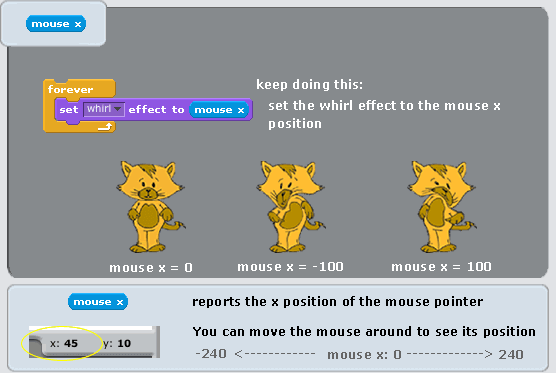 mouse x
forever
set whirl effect to mouse x
keep doing this:
set the whirl effect to the mouse x
position
mouse x = 0 mouse x = -100 mouse x = 100
mouse x reports the x position of the mouse pointer
x: 45 y: 10
You can move the mouse around to see its position
-240 <------------ mouse x: 0 ------------> 240